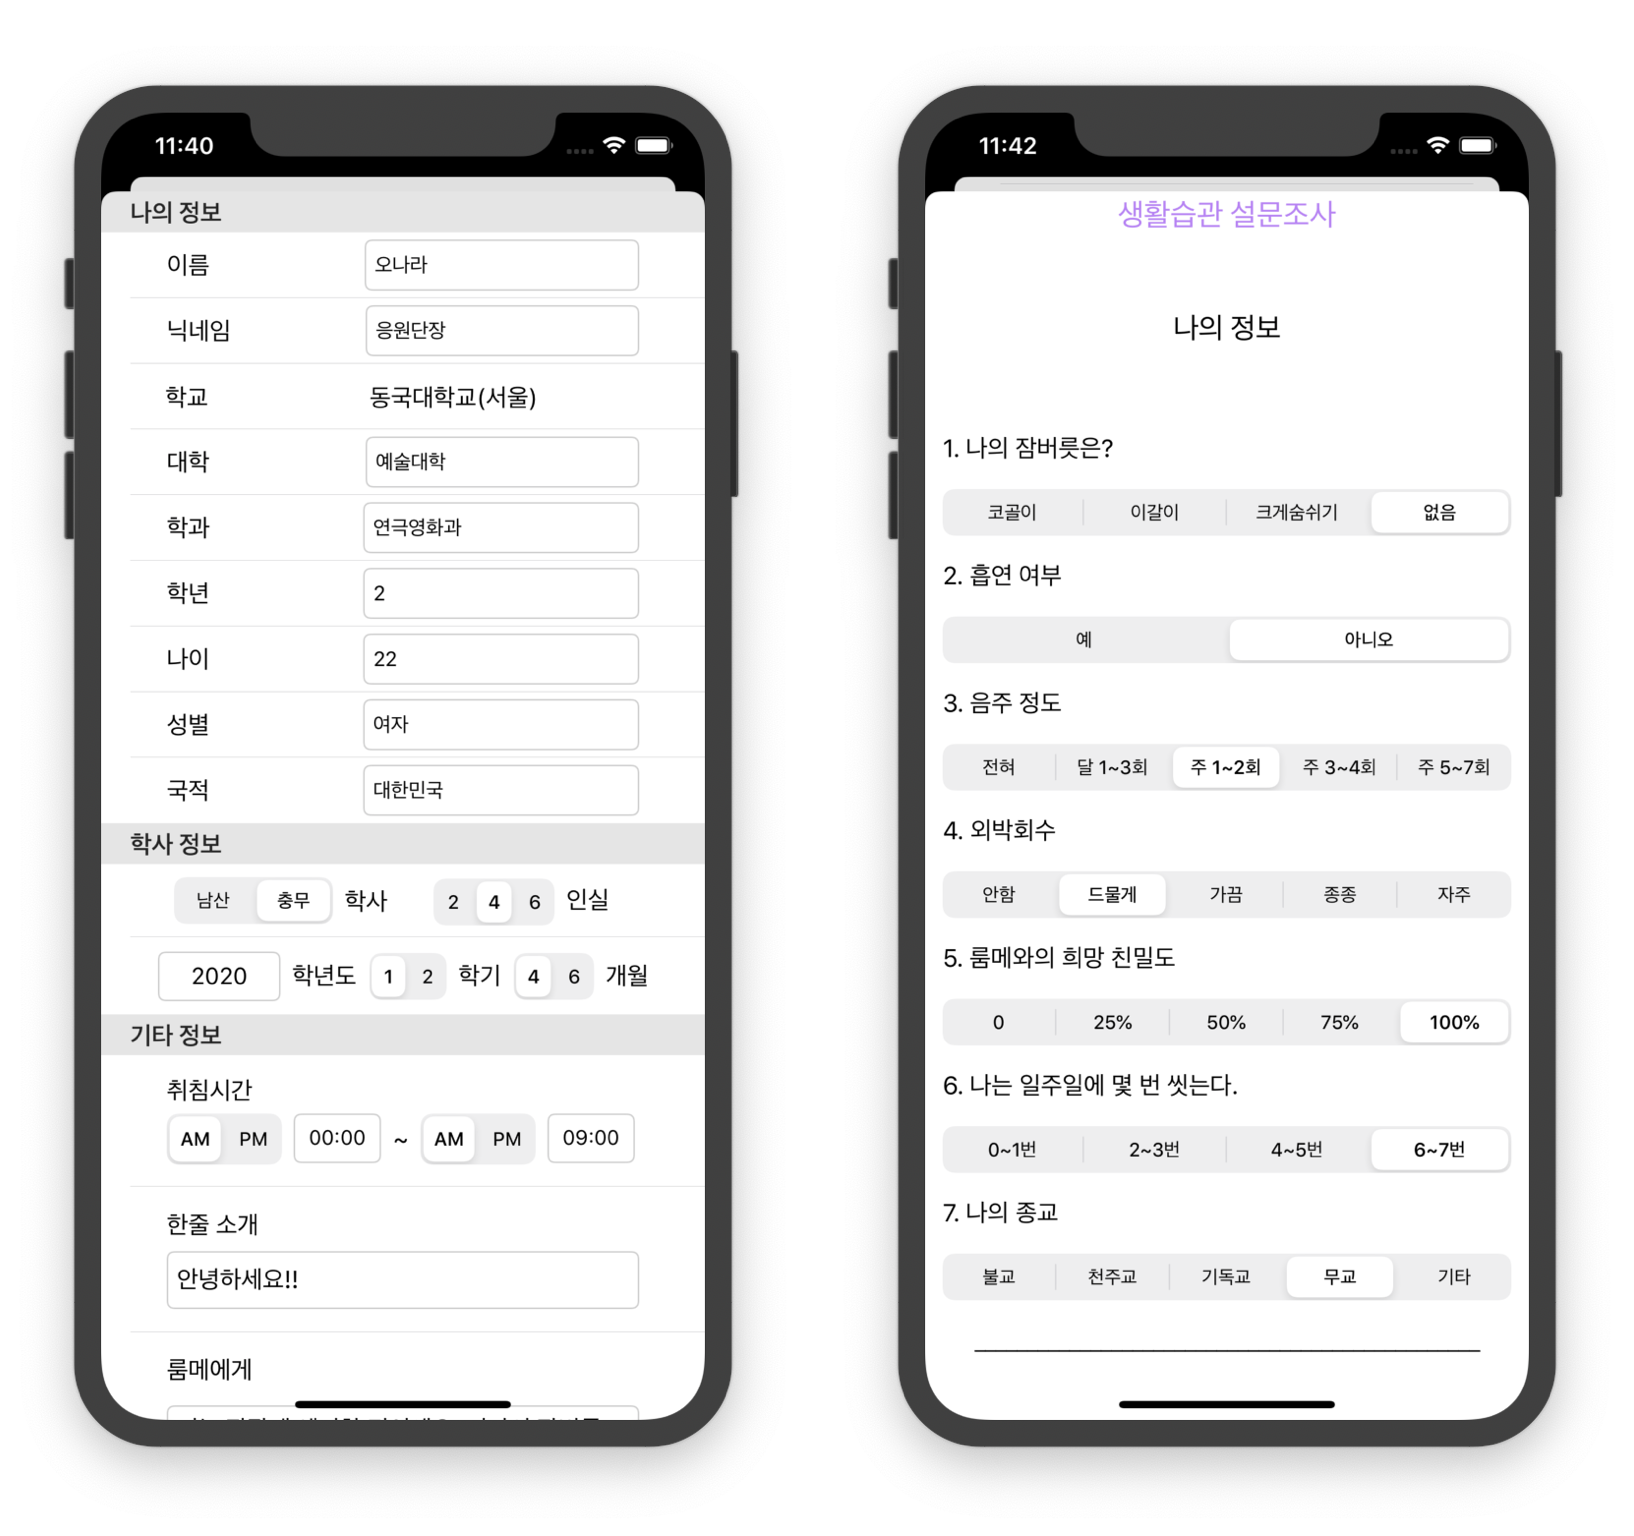 11:40
나의 정보
이름 오나라
닉네임 응원단장
학교 동국대학교(서울)
대학 예술대학
학과 연극영화과
학년 2
나이 22
성별 여자
국적 대한민국
학사 정보
남산 충무 학사 2 4 6 인실
2020 학년도 1 2 학기 4 6 개월
기타 정보
취침시간
AM PM 00:00 ~ AM PM 09:00
한줄 소개
안녕하세요!!
룸메에게
11:42
생활습관 설문조사
나의 정보
1. 나의 잠버릇은?
코골이 이갈이 크게숨쉬기 없음
2. 흡연 여부
예 아니오
3. 음주 정도
전혀 달 1~3회 주 1~2회 주 3~4회 주 5~7회
4. 외박회수
안함 드물게 가끔 종종 자주
5. 룸메와의 희망 친밀도
0 25% 50% 75% 100%
6. 나는 일주일에 몇 번 씻는다.
0~1번 2~3번 4~5번 6~7번
7. 나의 종교
불교 천주교 기독교 무교 기타